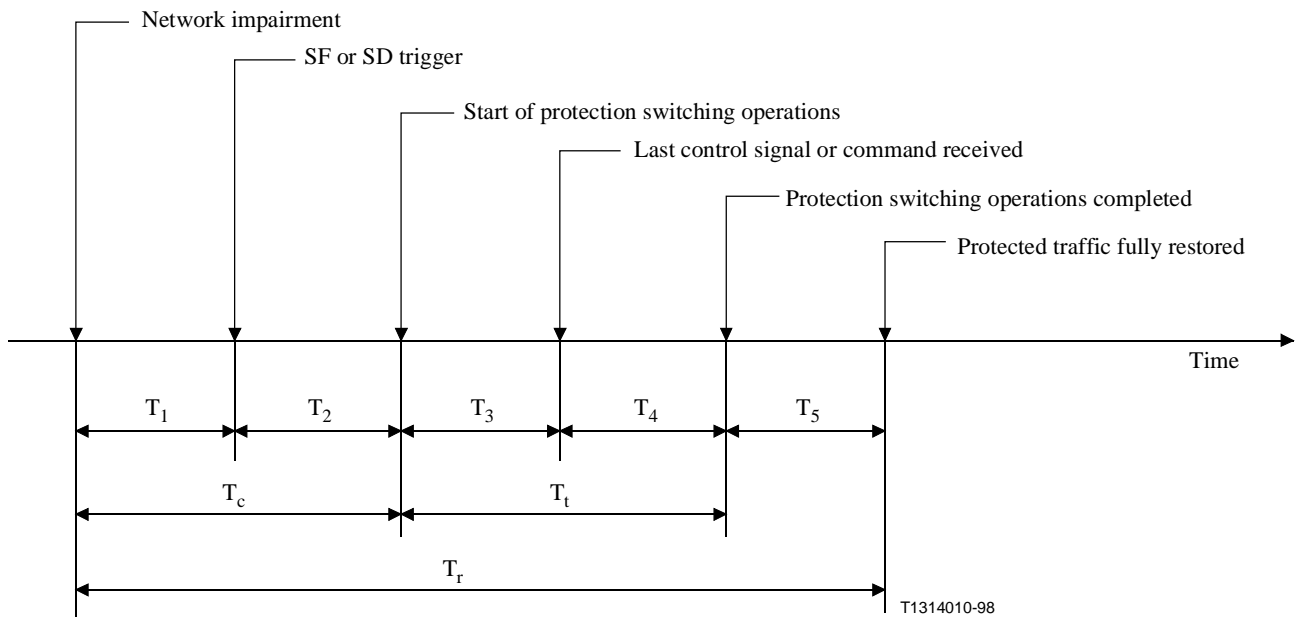 Network impairment
SF or SD trigger
Start of protection switching operations
Last control signal or command received
Protection switching operations completed
Protected traffic fully restored
Time
T1 T2 T3 T4 T5
Tc Tt
Tr
T1314010-98